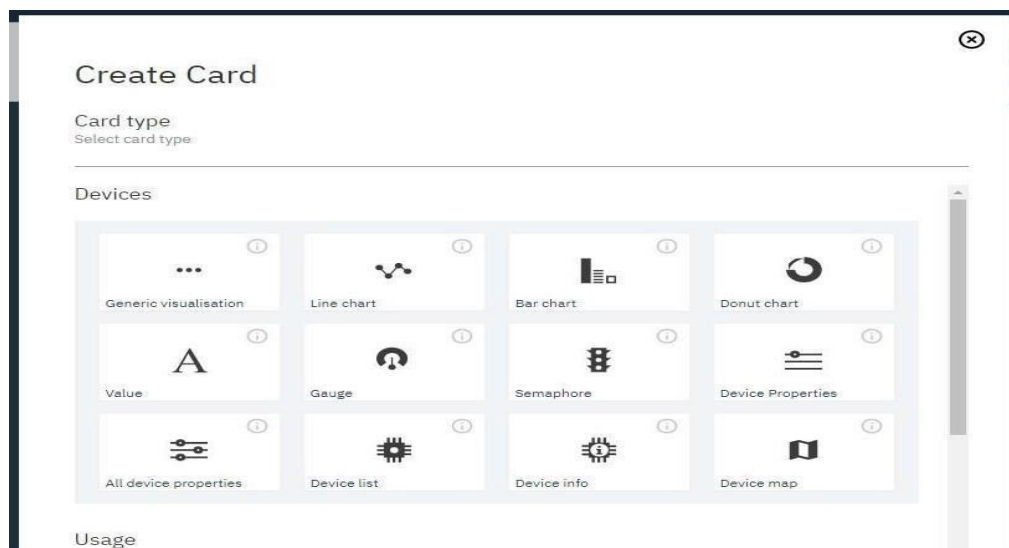 Create Card
Card type
Select card type
Devices
Generic visualisation
Line chart
Bar chart
Donut chart
A
Value
Gauge
Semaphore
Device Properties
All device properties
Device list
Device info
Device map
Usage